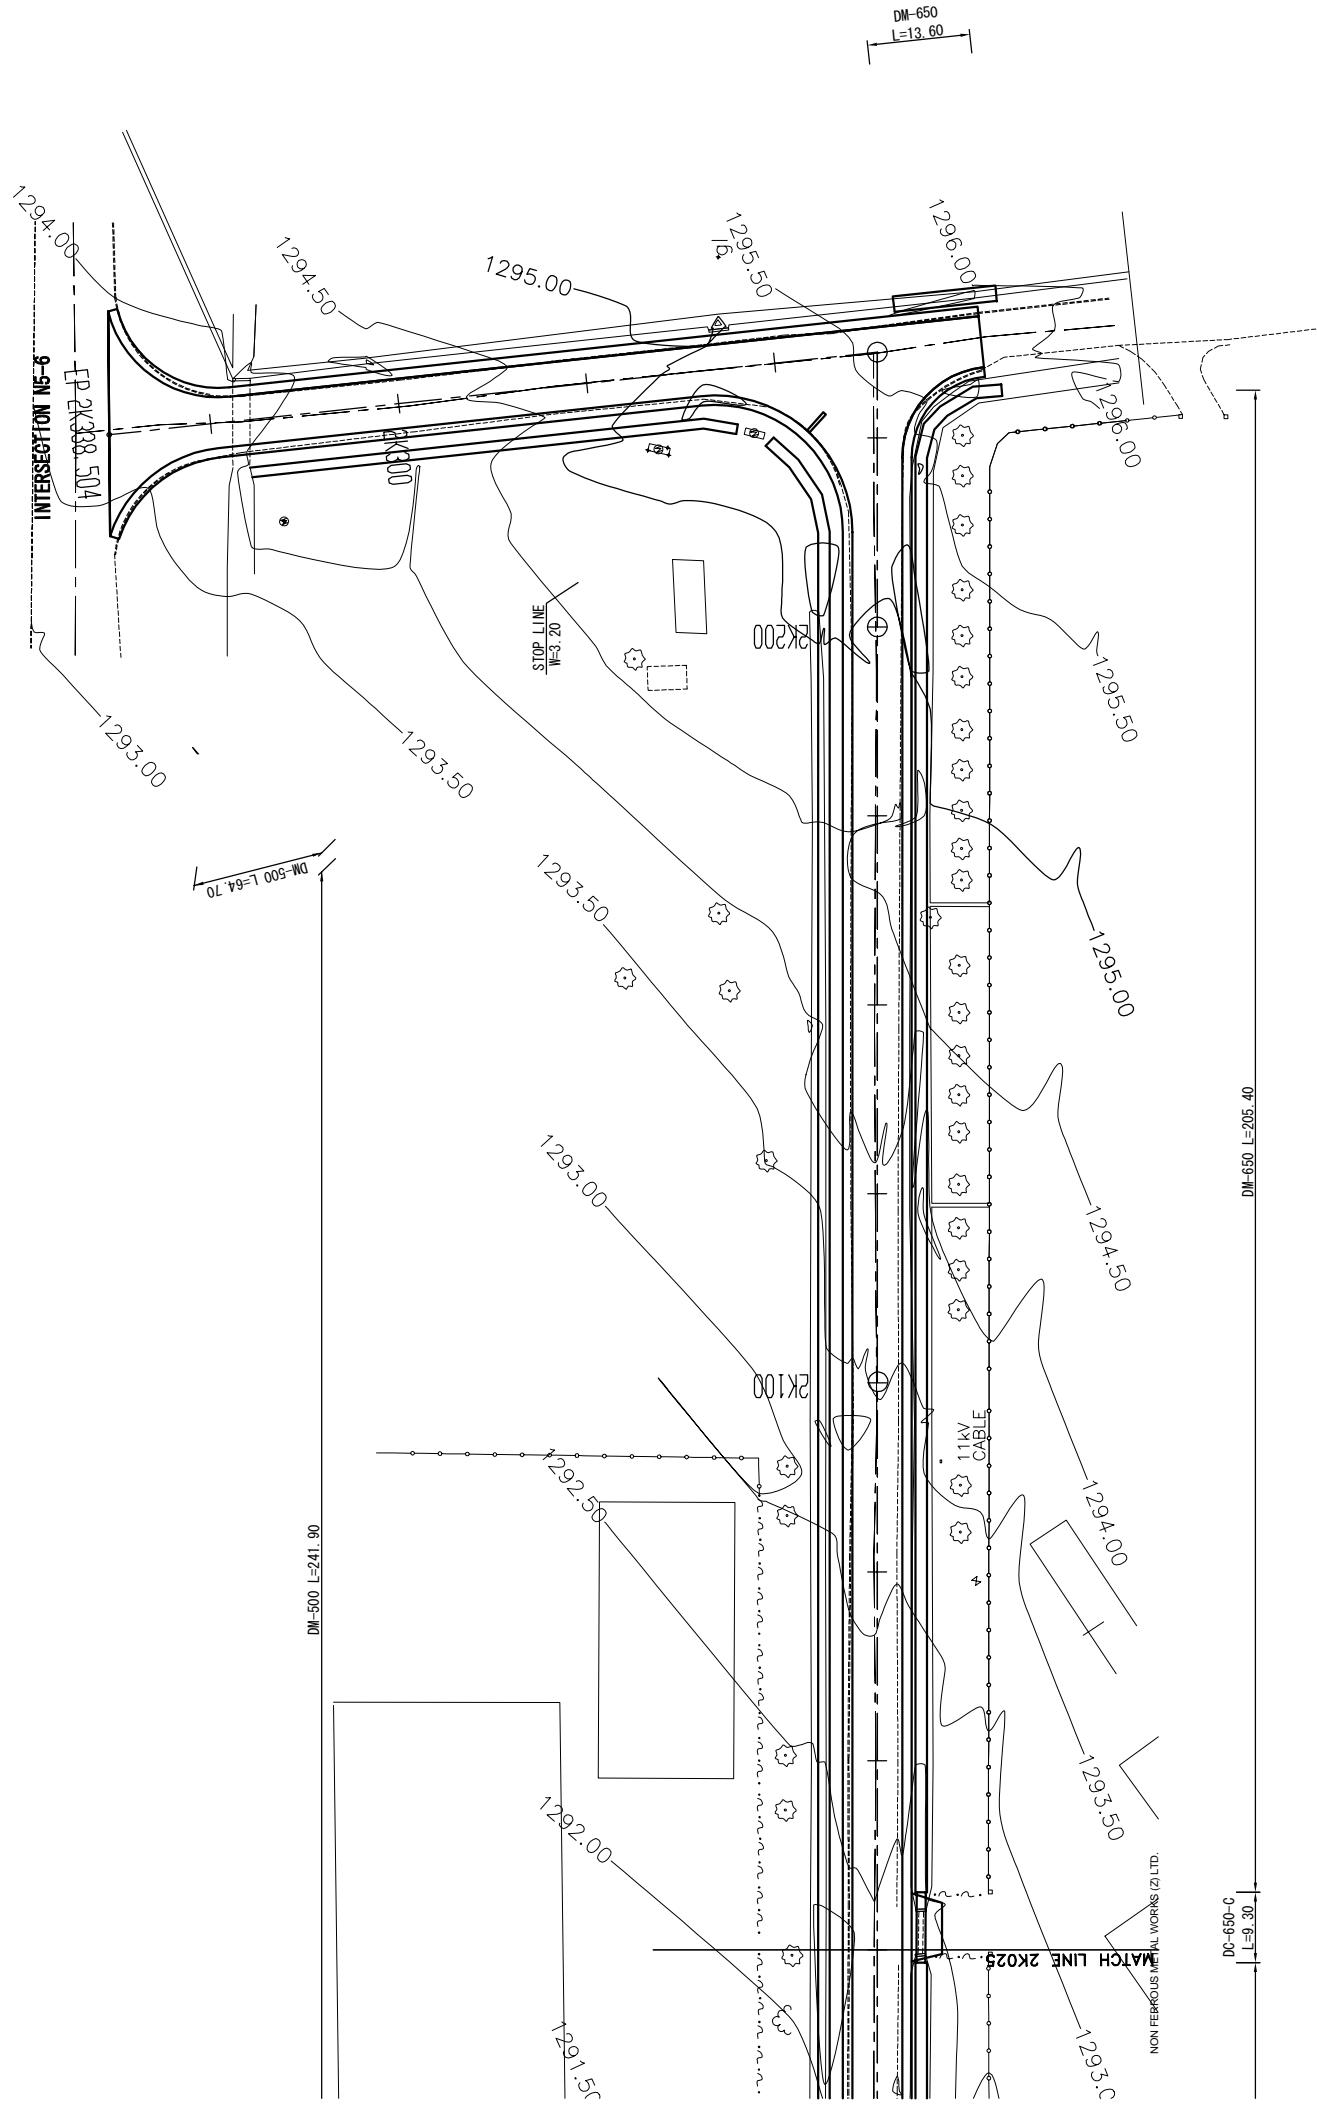 DM-650
L=13.60
1294.00
1294.50
1295.00
1295.50
1296.00
INTERSECTION N5-6
EP 2K338.504
2K300
1296.00
STOP LINE
W=3.20
2K200
1295.50
1293.00
1293.50
DM-500 L=64.70
1293.50
1295.00
DM-650 L=205.40
1293.00
1294.50
2K100
11kV
CABLE
1292.50
1294.00
DM-500 L=241.90
1293.50
1292.00
NON FERROUS METAL WORKS (Z) LTD.
DC-650-C
L=9.30
MATCH LINE 2K025
1291.50
1293.0